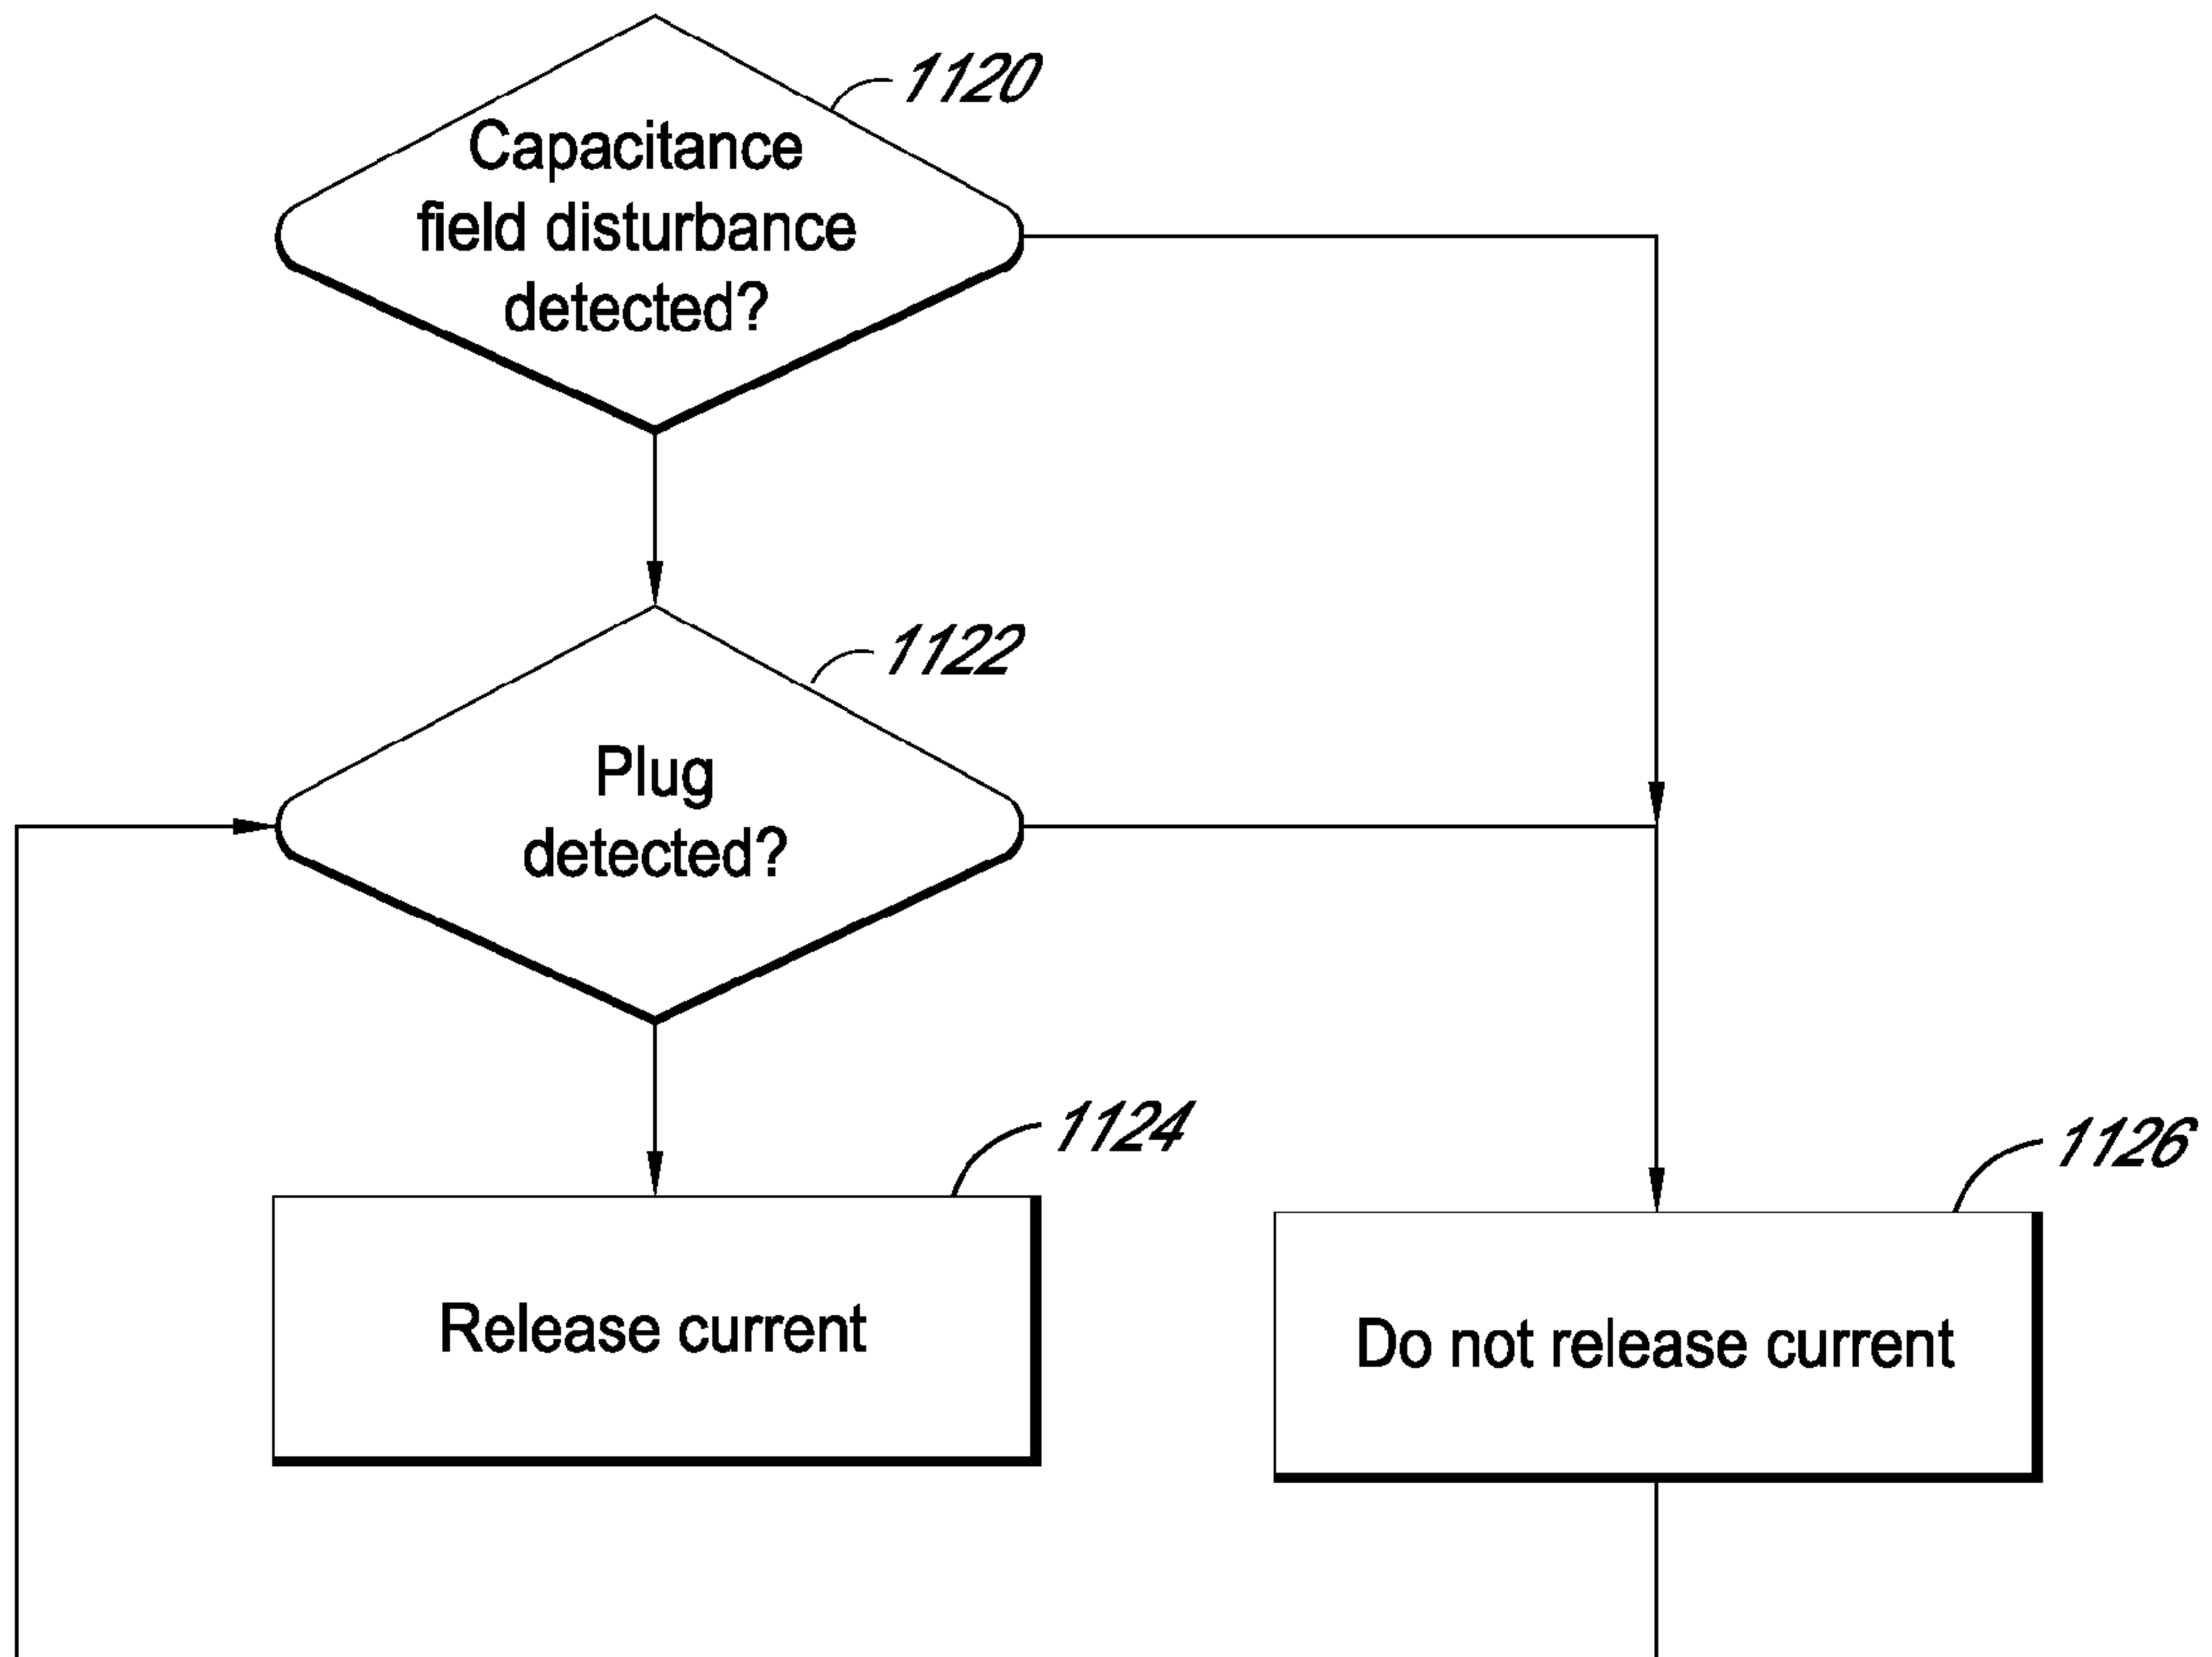 1120
Capacitance
field disturbance
detected?
1122
Plug
detected?
1124
Release current
1126
Do not release current